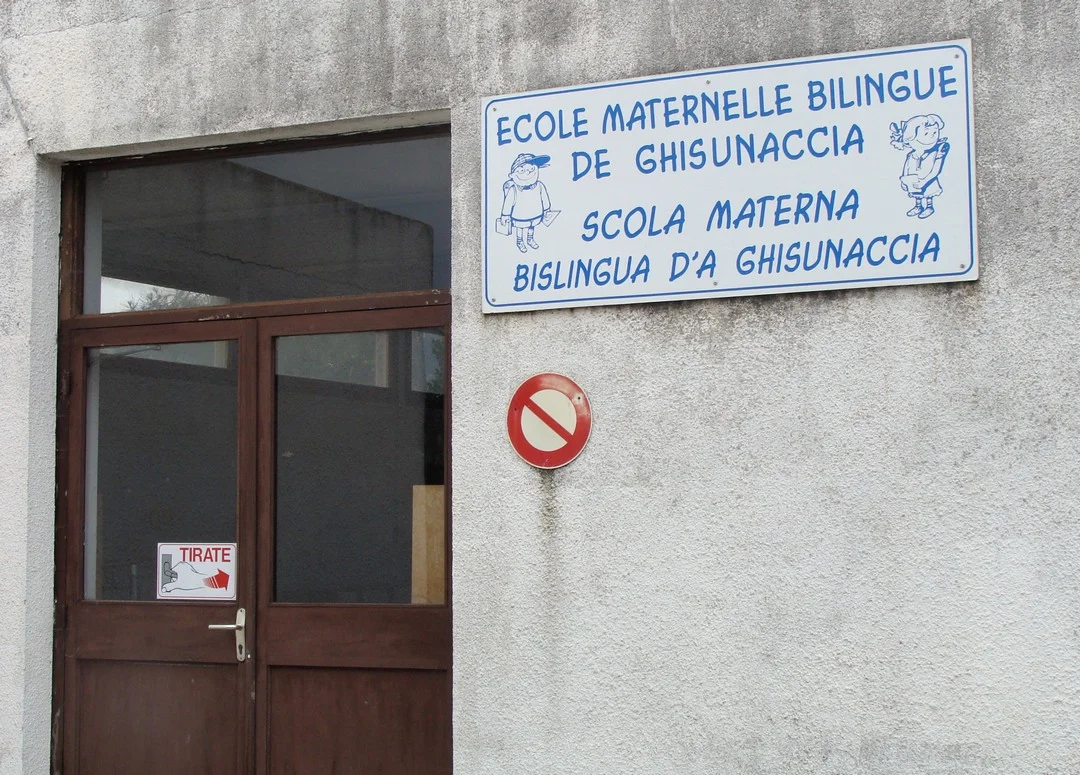 ECOLE MATERNELLE BILINGUE
DE GHISUNACCIA
SCOLA MATERNA
BISLINGUA D'A GHISUNACCIA
TIRATE